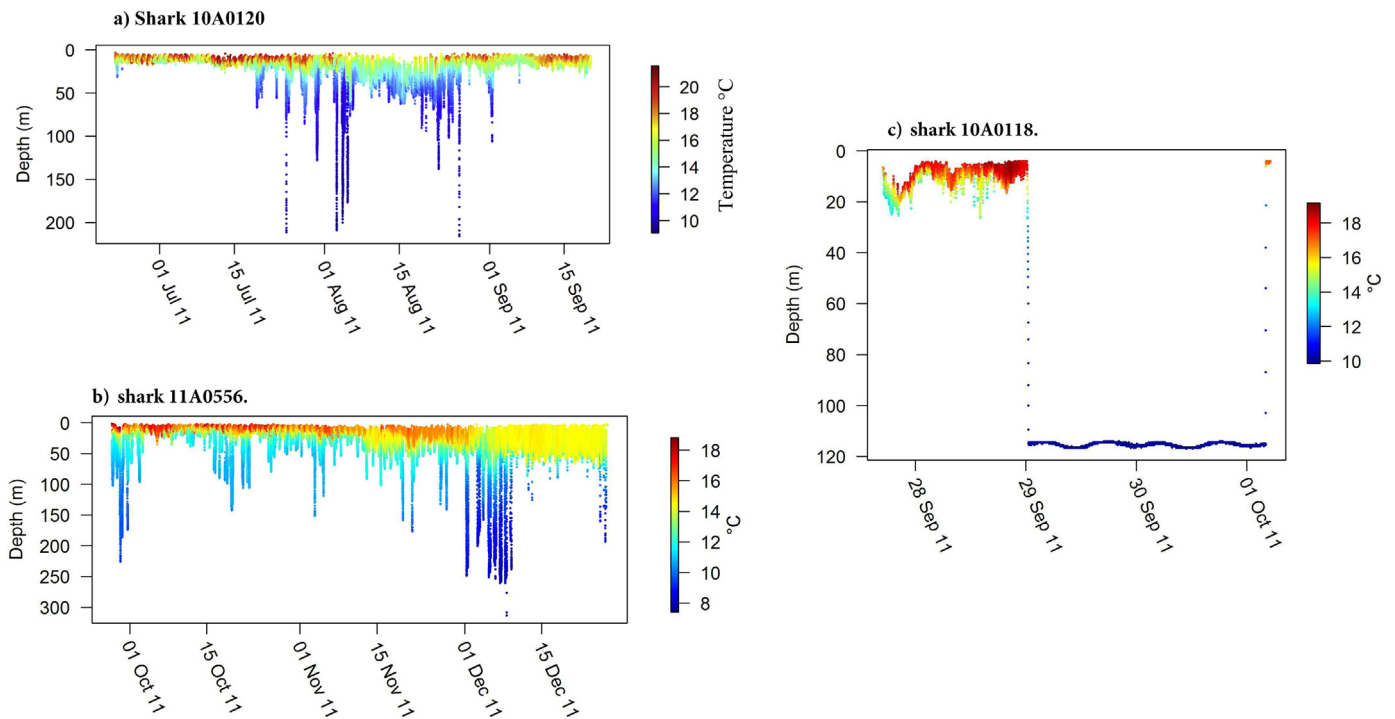 a) Shark 10A0120
Depth (m)
0
50
100
150
200
01 Jul 11
15 Jul 11
01 Aug 11
15 Aug 11
01 Sep 11
15 Sep 11
20
18
16
14
12
10
Temperature °C
b) shark 11A0556.
Depth (m)
0
50
100
150
200
250
300
01 Oct 11
15 Oct 11
01 Nov 11
15 Nov 11
01 Dec 11
15 Dec 11
18
16
14
12
10
8
°C
c) shark 10A0118.
Depth (m)
0
20
40
60
80
100
120
28 Sep 11
29 Sep 11
30 Sep 11
01 Oct 11
18
16
14
12
10
°C